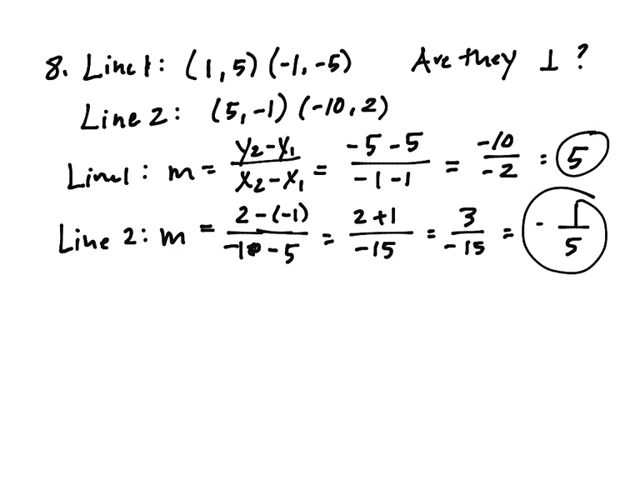 8. Line 1: (1, 5) (-1, -5) Are they ⊥ ?
Line 2: (5, -1) (-10, 2)
Line 1: m = (y₂-y₁)/(x₂-x₁) = (-5-5)/(-1-1) = -10/-2 = 5
Line 2: m = (2-(-1))/(-10-5) = (2+1)/(-15) = 3/-15 = -1/5